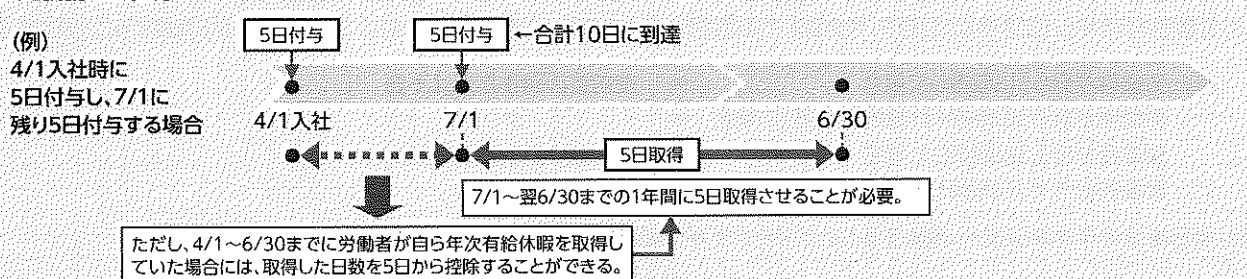 (例)
4/1入社時に
5日付与し、7/1に
残り5日付与する場合
5日付与
5日付与
←合計10日に到達
4/1入社
7/1
6/30
5日取得
7/1〜翌6/30までの1年間に5日取得させることが必要。
ただし、4/1〜6/30までに労働者が自ら年次有給休暇を取得し
ていた場合には、取得した日数を5日から控除することができる。